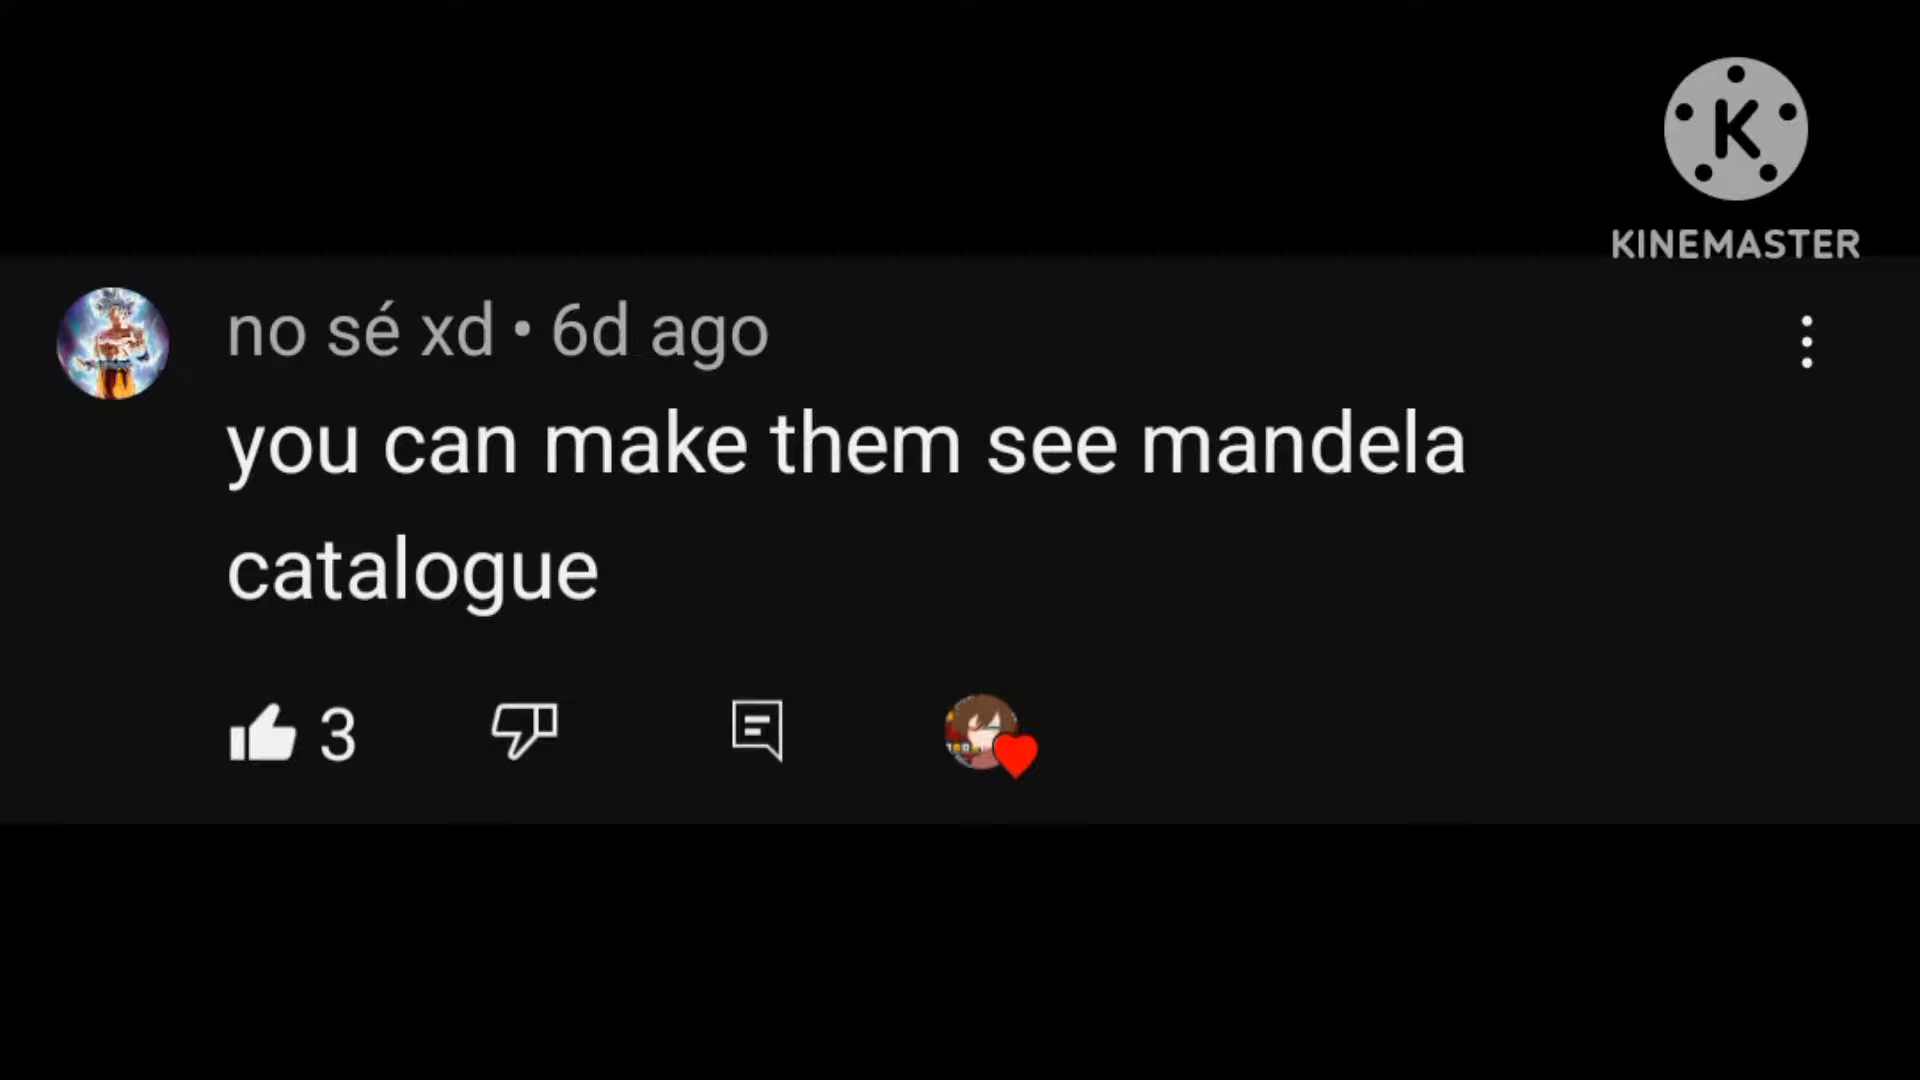 K
KINEMASTER
no sé xd • 6d ago
you can make them see mandela
catalogue
3